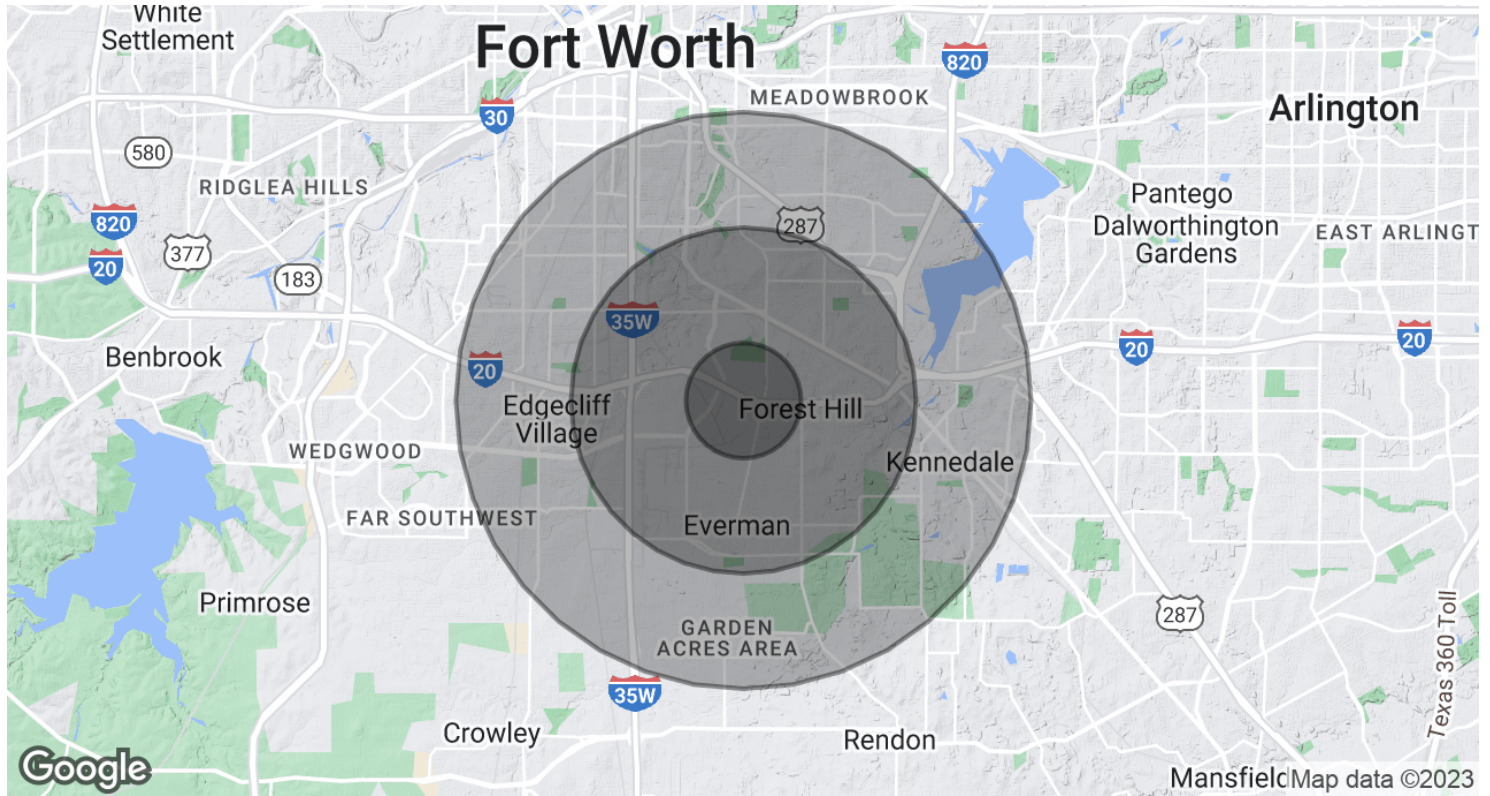 White
Settlement
Fort Worth
820
MEADOWBROOK
Arlington
30
580
RIDGLEA HILLS
Pantego
820
287
Dalworthington
Gardens
EAST ARLINGT
377
20
183
35W
20
20
Benbrook
20
Edgecliff
Village
Forest Hill
WEDGWOOD
Kennedale
FAR SOUTHWEST
Everman
Primrose
287
GARDEN
ACRES AREA
Texas 360 Toll
35W
Crowley
Rendon
Google
Mansfield
Map data ©2023